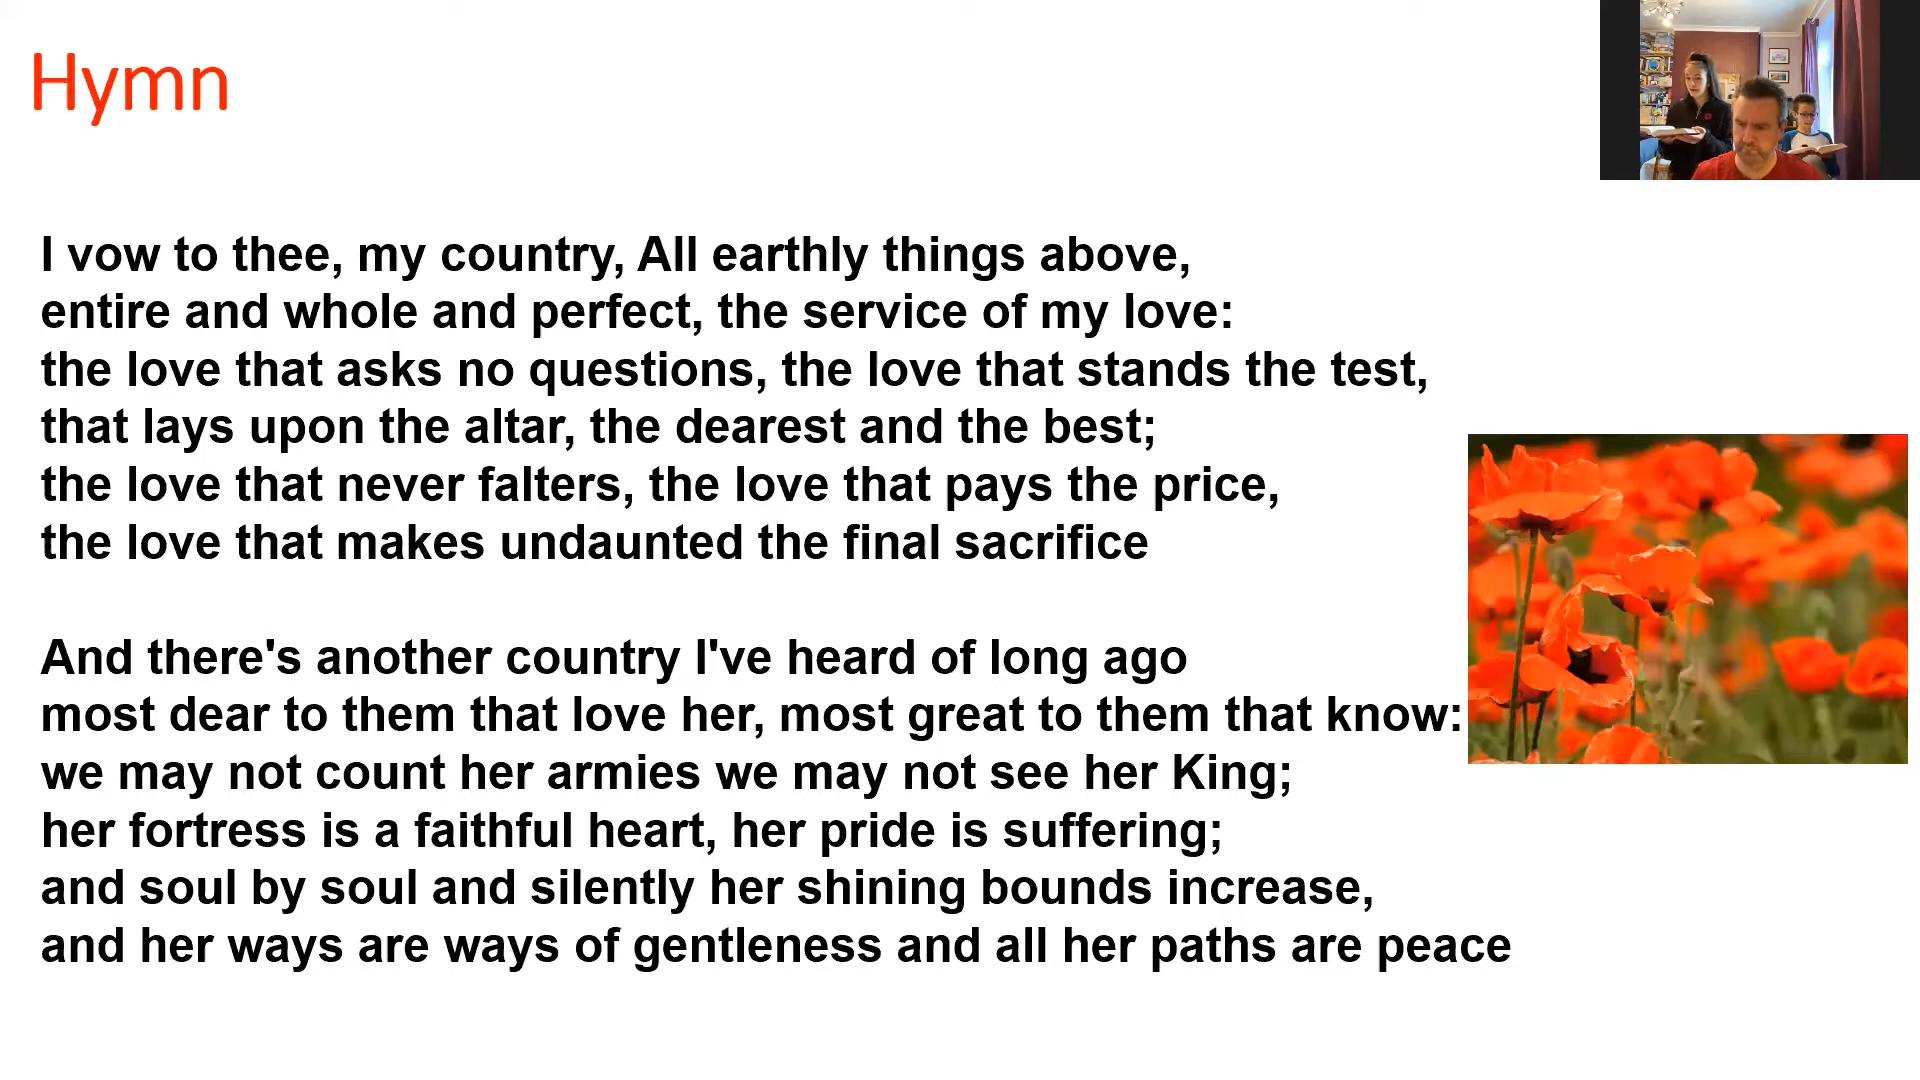 Hymn
I vow to thee, my country, All earthly things above,
entire and whole and perfect, the service of my love:
the love that asks no questions, the love that stands the test,
that lays upon the altar, the dearest and the best;
the love that never falters, the love that pays the price,
the love that makes undaunted the final sacrifice
And there's another country I've heard of long ago
most dear to them that love her, most great to them that know:
we may not count her armies we may not see her King;
her fortress is a faithful heart, her pride is suffering;
and soul by soul and silently her shining bounds increase,
and her ways are ways of gentleness and all her paths are peace